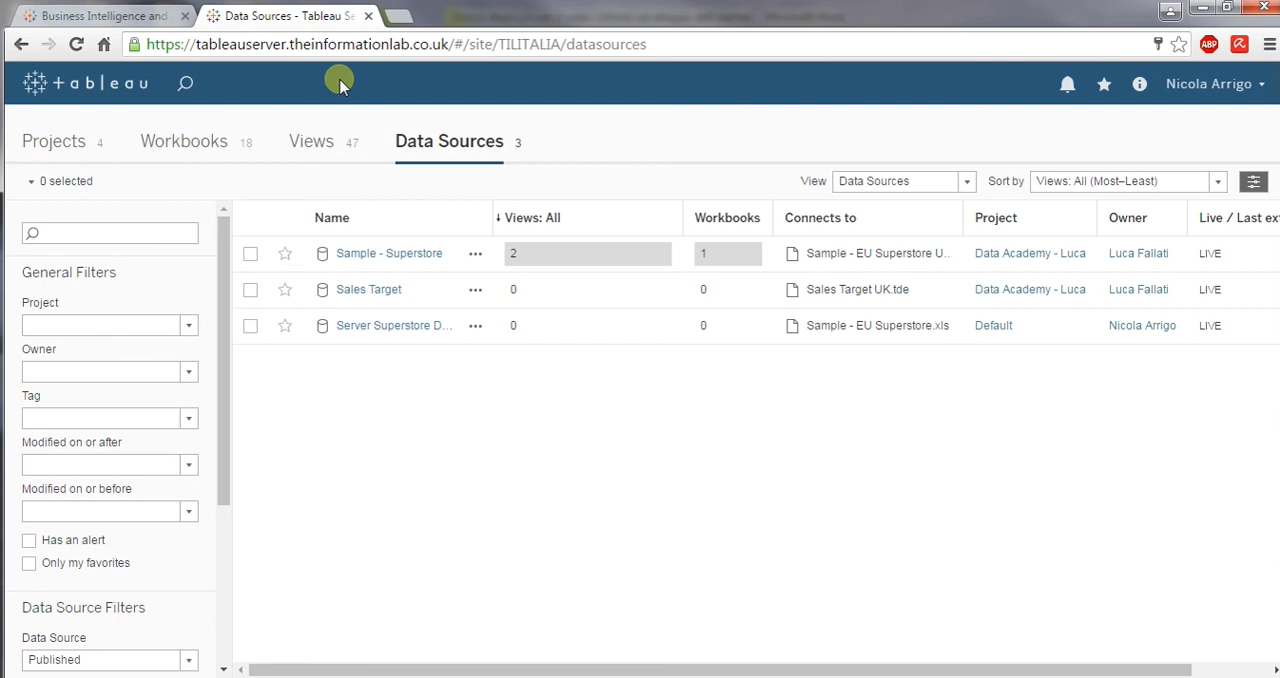 Business Intelligence and
Data Sources - Tableau Se
https://tableauserver.theinformationlab.co.uk/#/site/TILITALIA/datasources
ABP
+ableau
Nicola Arrigo
Projects 4 Workbooks 18 Views 47 Data Sources 3
0 selected
View Data Sources Sort by Views: All (Most–Least)
Name ↓ Views: All Workbooks Connects to Project Owner Live / Last ex
Sample - Superstore ... 2 1 Sample - EU Superstore U.. Data Academy - Luca Luca Fallati LIVE
Sales Target ... 0 0 Sales Target UK.tde Data Academy - Luca Luca Fallati LIVE
Server Superstore D... ... 0 0 Sample - EU Superstore.xls Default Nicola Arrigo LIVE
General Filters
Project
Owner
Tag
Modified on or after
Modified on or before
Has an alert
Only my favorites
Data Source Filters
Data Source
Published